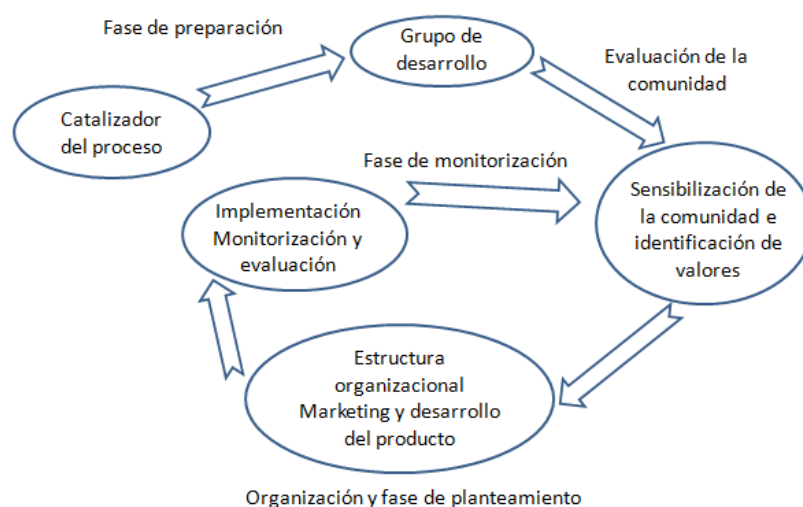 Fase de preparación
Grupo de
desarrollo
Evaluación de la
comunidad
Catalizador
del proceso
Fase de monitorización
Sensibilización de
la comunidad e
identificación de
valores
Implementación
Monitorización y
evaluación
Estructura
organizacional
Marketing y desarrollo
del producto
Organización y fase de planteamiento